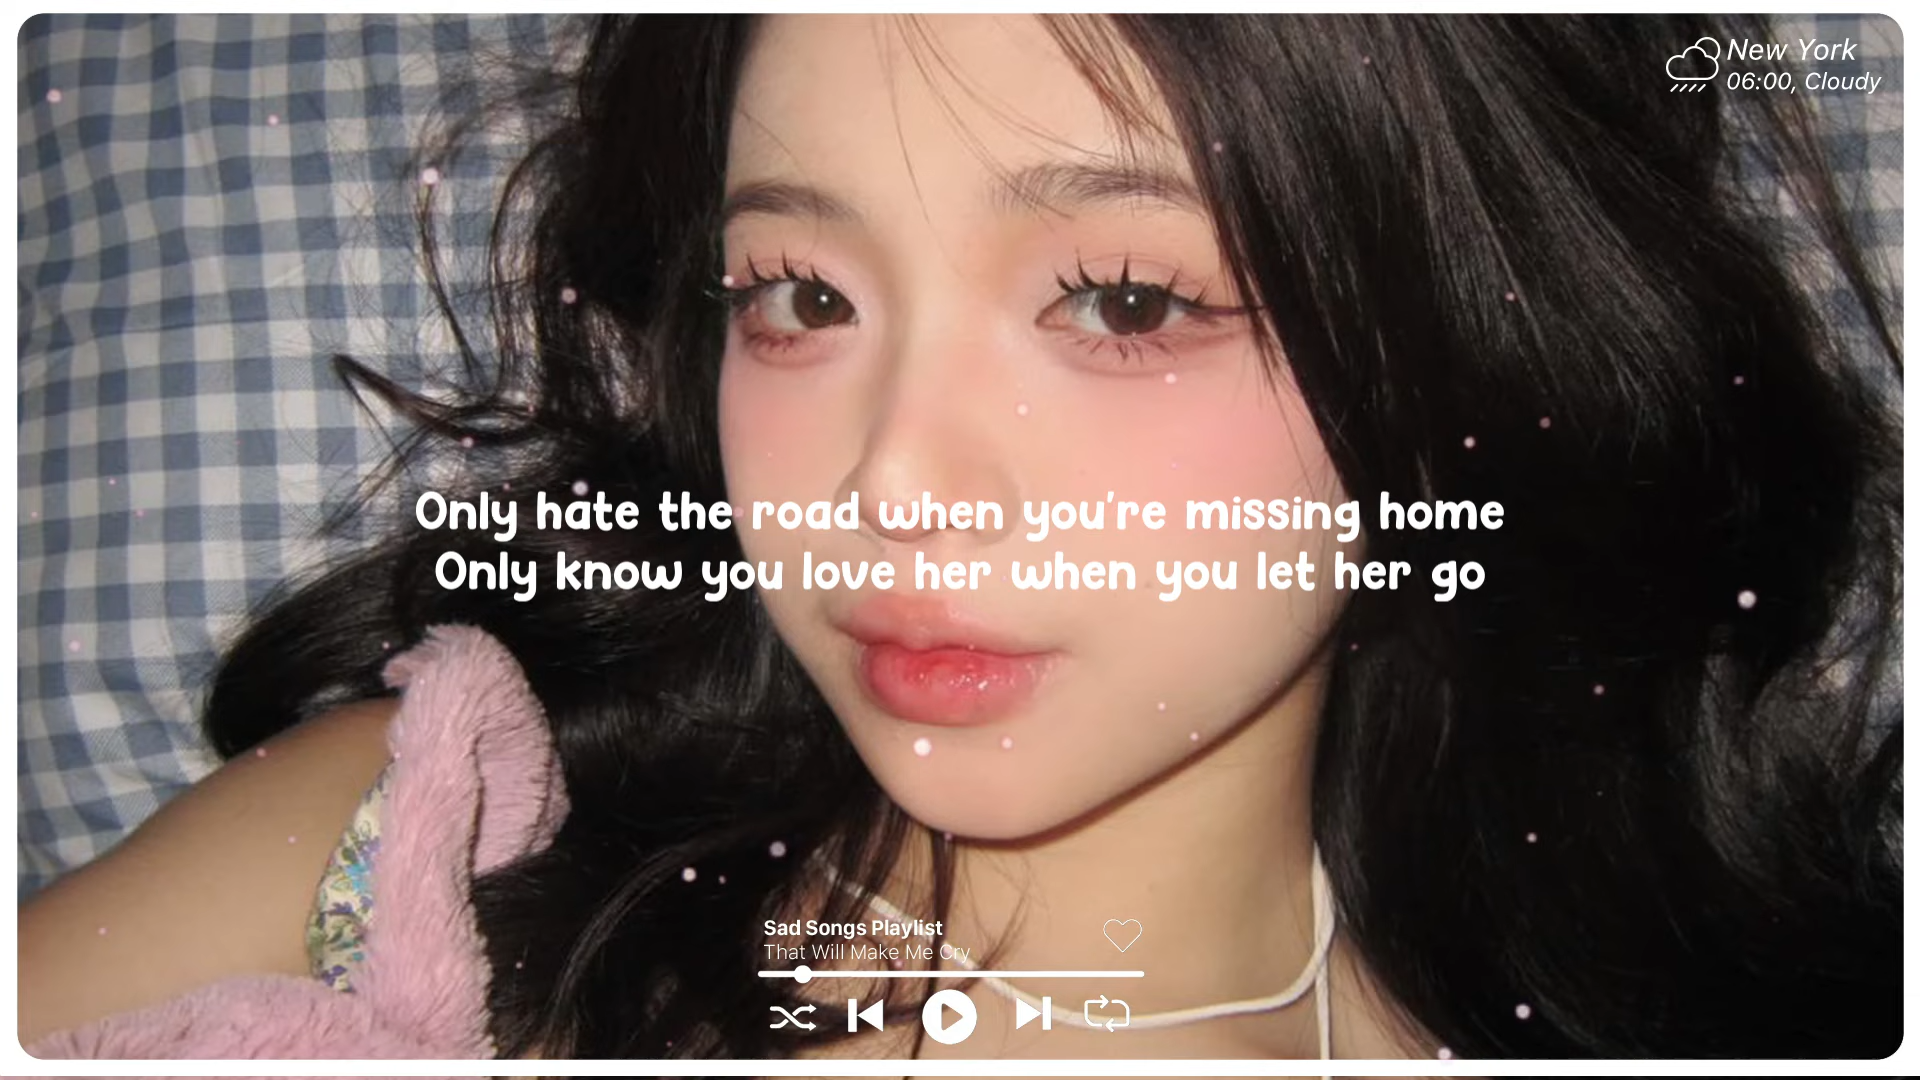 New York
06:00, Cloudy
Only hate the road when you're missing home
Only know you love her when you let her go
Sad Songs Playlist
That Will Make Me Cry